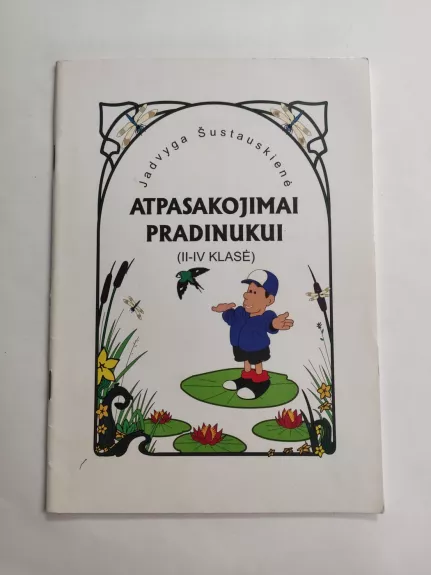 Jadvyga Šustauskienė
ATPASAKOJIMAI
PRADINUKUI
(II-IV KLASĖ)